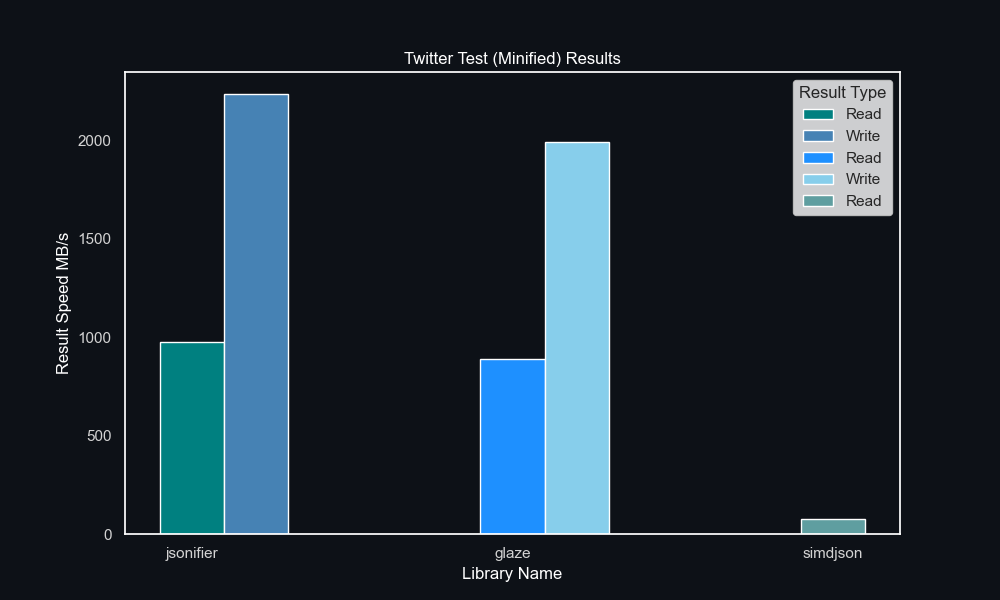 Twitter Test (Minified) Results
Result Type
Read
Write
Read
Write
Read
Result Speed MB/s
2000
1500
1000
500
0
jsonifier
glaze
simdjson
Library Name